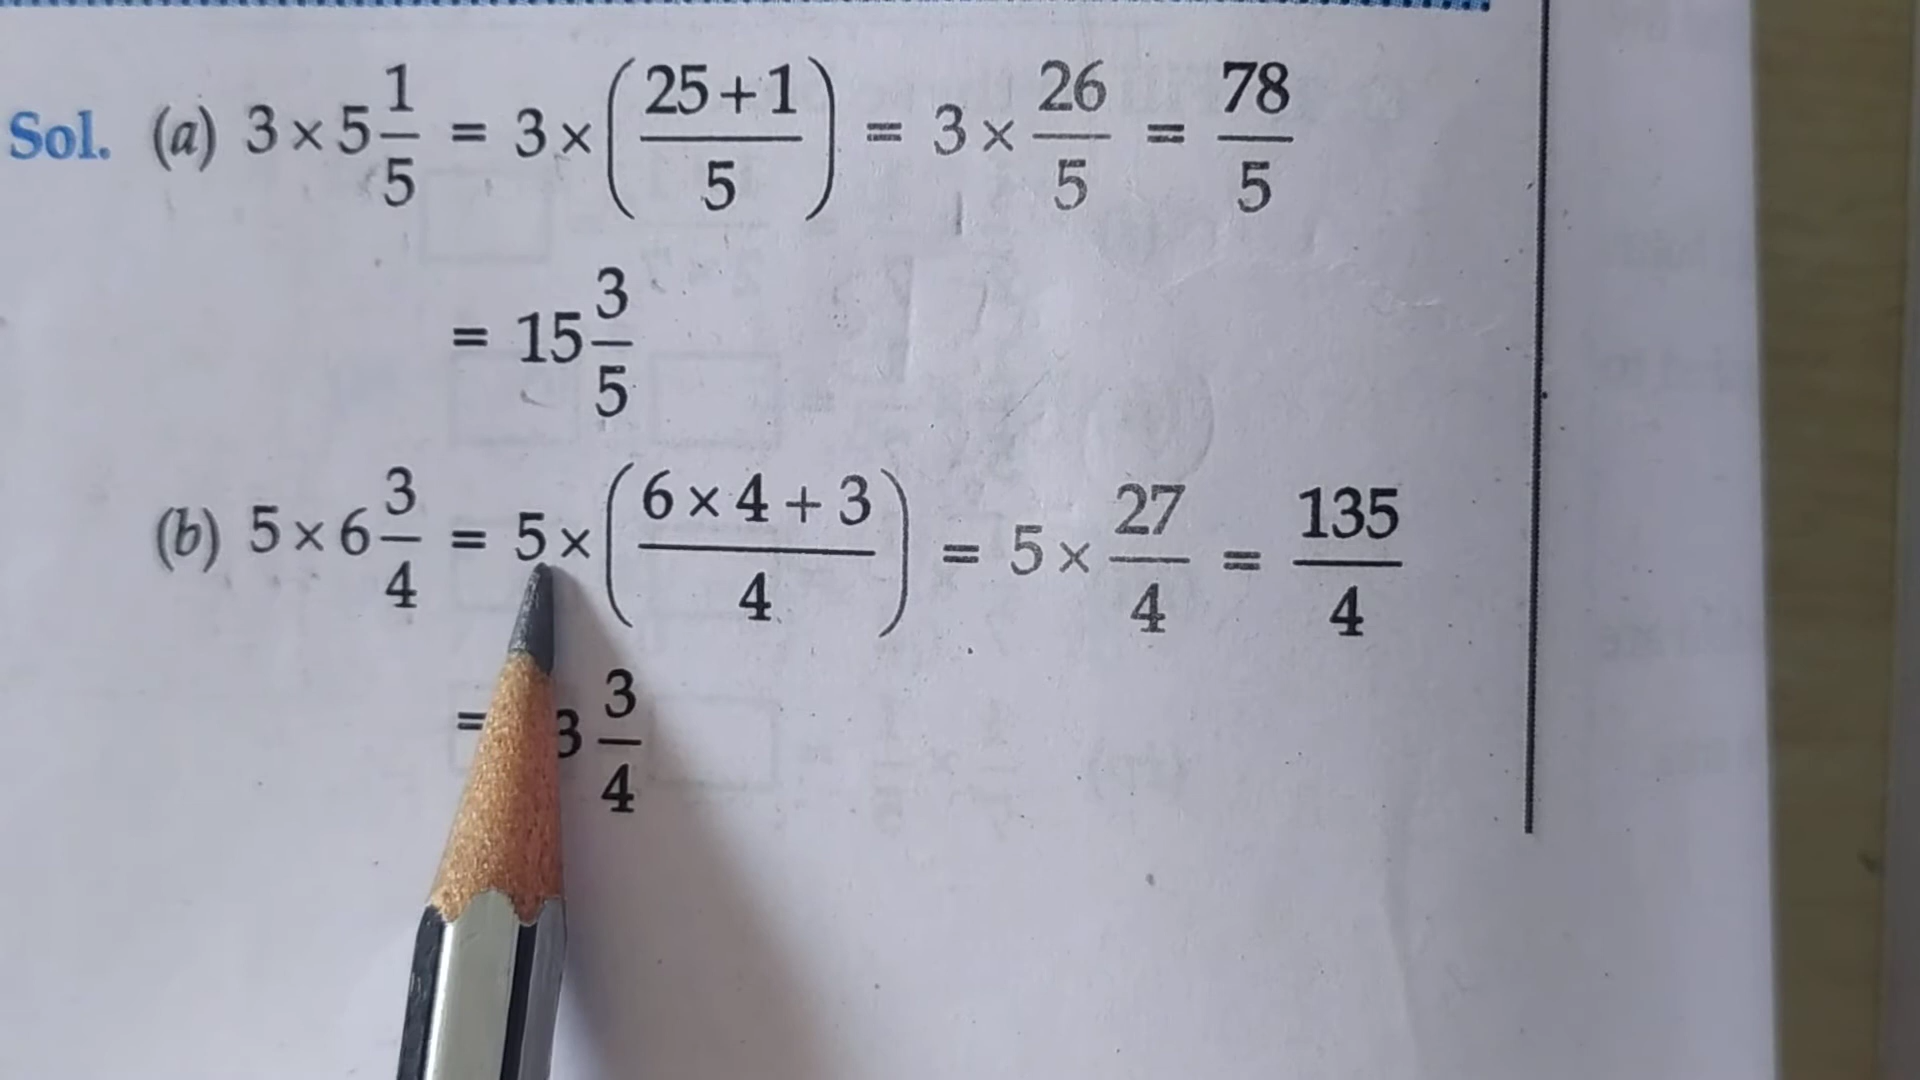 Sol. (a) 3 × 5 1/5 = 3 × ( (25 + 1)/5 ) = 3 × 26/5 = 78/5
= 15 3/5
(b) 5 × 6 3/4 = 5 × ( (6 × 4 + 3)/4 ) = 5 × 27/4 = 135/4
= 3 3/4